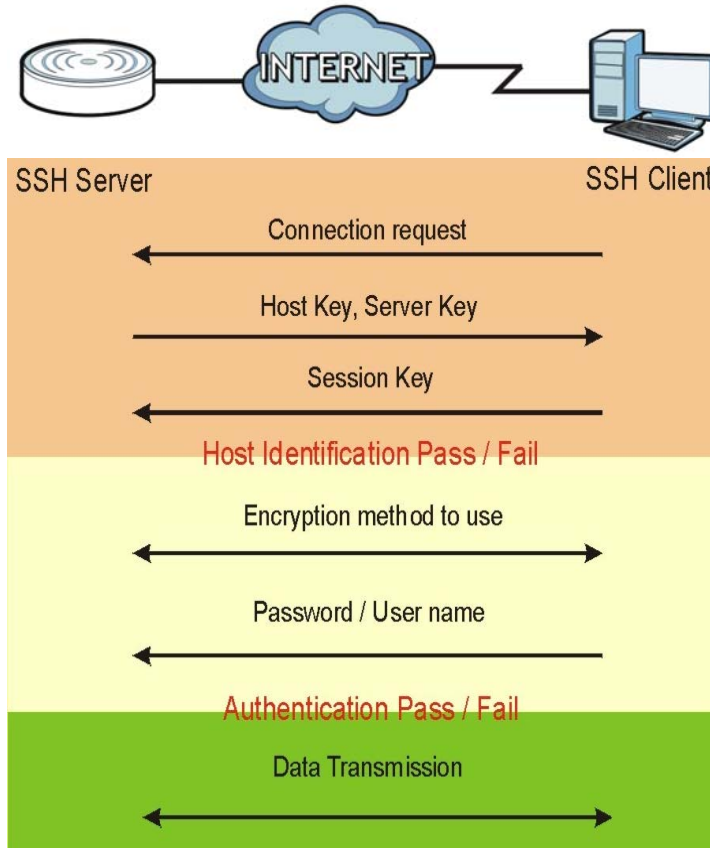 INTERNET
SSH Server
SSH Client
Connection request
Host Key, Server Key
Session Key
Host Identification Pass / Fail
Encryption method to use
Password / User name
Authentication Pass / Fail
Data Transmission